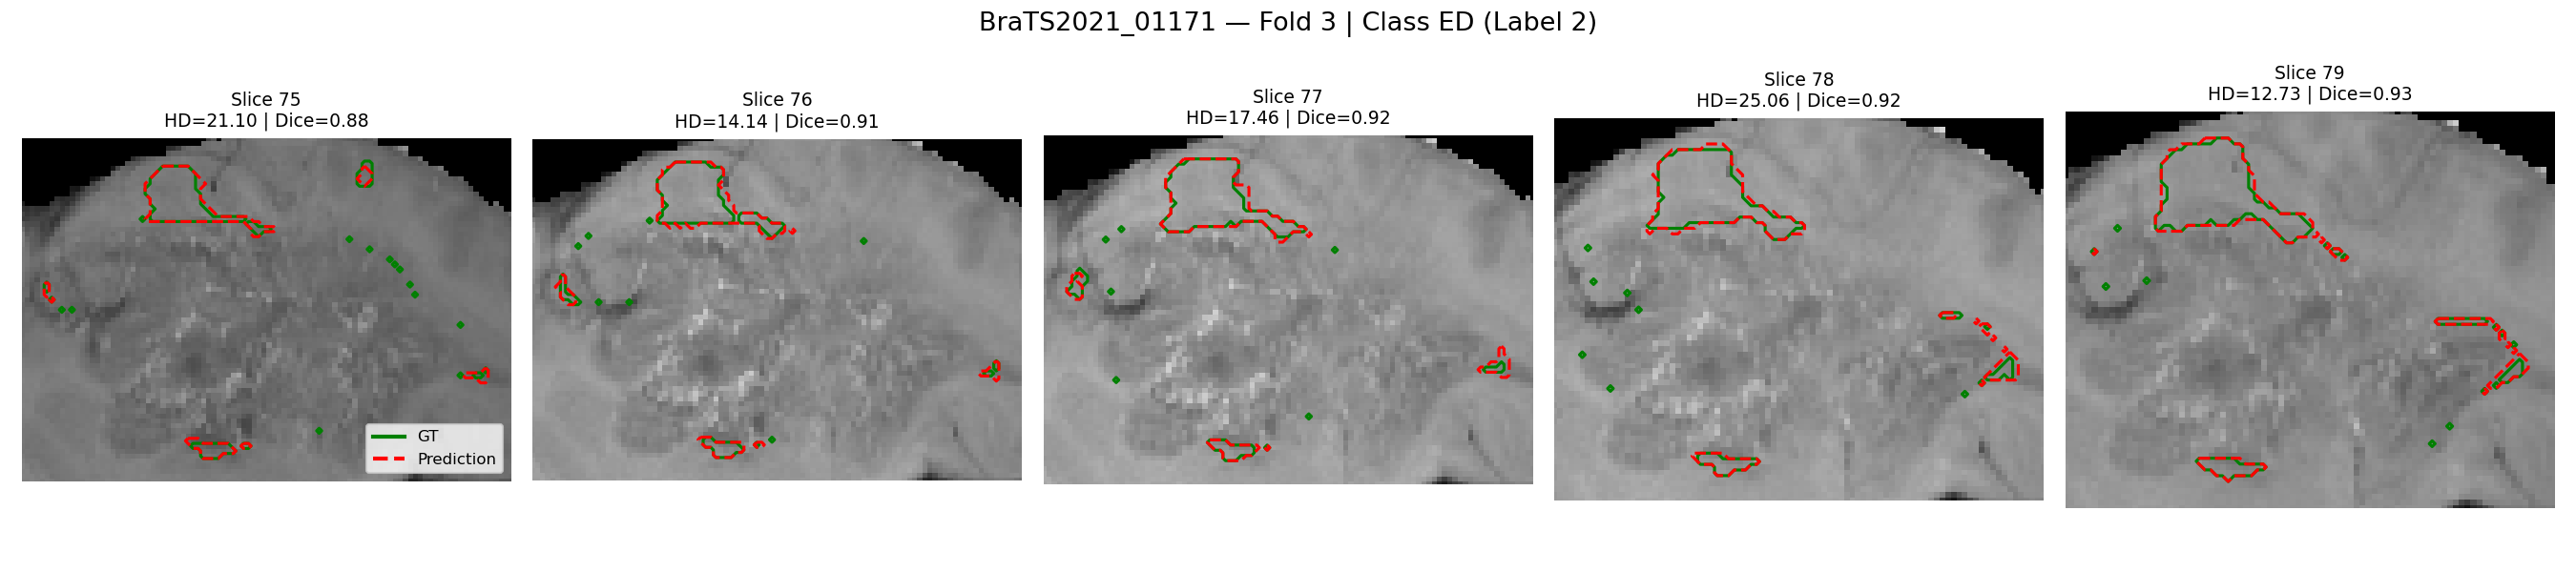 BraTS2021_01171 — Fold 3 | Class ED (Label 2)
Slice 75
HD=21.10 | Dice=0.88
Slice 76
HD=14.14 | Dice=0.91
Slice 77
HD=17.46 | Dice=0.92
Slice 78
HD=25.06 | Dice=0.92
Slice 79
HD=12.73 | Dice=0.93
GT
Prediction